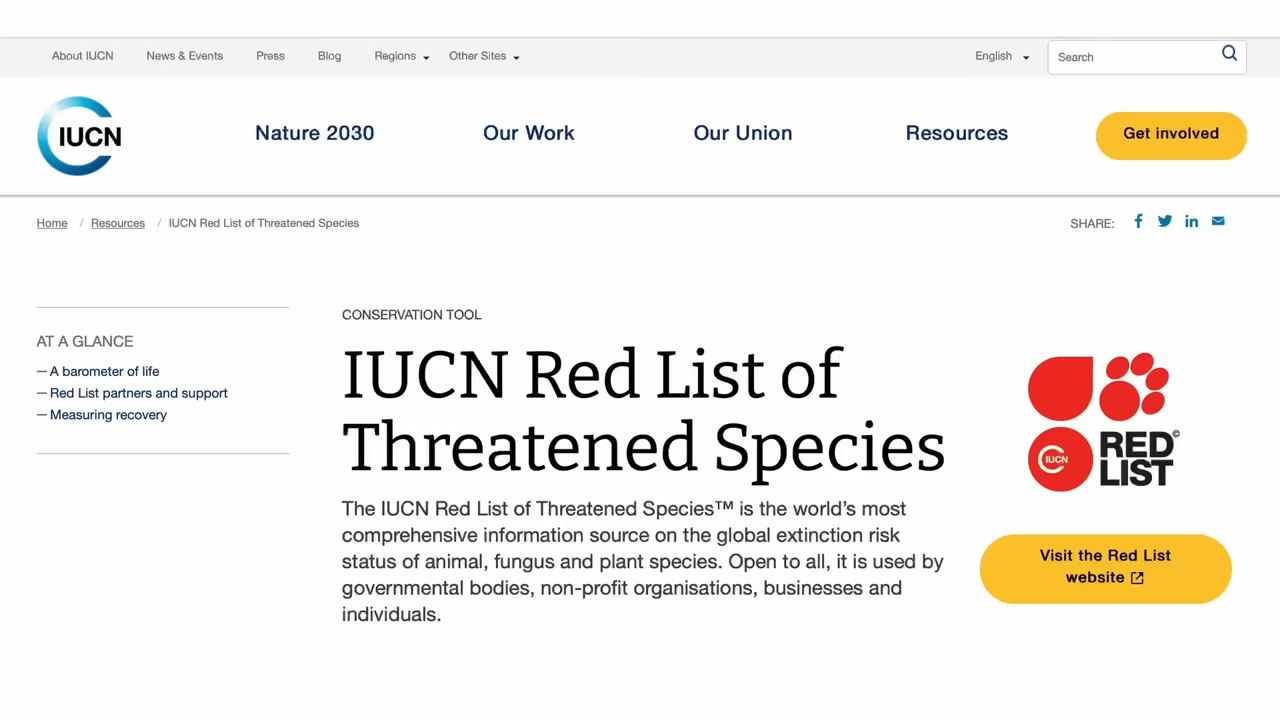 About IUCN News & Events Press Blog Regions Other Sites English Search
IUCN Nature 2030 Our Work Our Union Resources Get involved
Home / Resources / IUCN Red List of Threatened Species SHARE:
AT A GLANCE
— A barometer of life
— Red List partners and support
— Measuring recovery
CONSERVATION TOOL
IUCN Red List of
Threatened Species
The IUCN Red List of Threatened Species™ is the world's most
comprehensive information source on the global extinction risk
status of animal, fungus and plant species. Open to all, it is used by
governmental bodies, non-profit organisations, businesses and
individuals.
IUCN
RED©
LIST
Visit the Red List
website